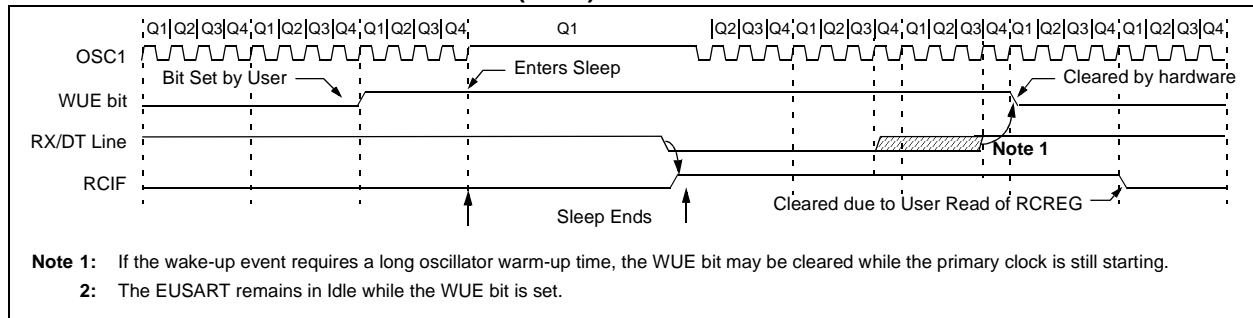 Q1 Q2 Q3 Q4 Q1 Q2 Q3 Q4 Q1 Q2 Q3 Q4 Q1 Q2 Q3 Q4 Q1 Q2 Q3 Q4 Q1 Q2 Q3 Q4 Q1 Q2 Q3 Q4 Q1 Q2 Q3 Q4
OSC1
Bit Set by User
Enters Sleep
Cleared by hardware
WUE bit
RX/DT Line
Note 1
RCIF
Cleared due to User Read of RCREG
Sleep Ends
Note 1: If the wake-up event requires a long oscillator warm-up time, the WUE bit may be cleared while the primary clock is still starting.
2: The EUSART remains in Idle while the WUE bit is set.